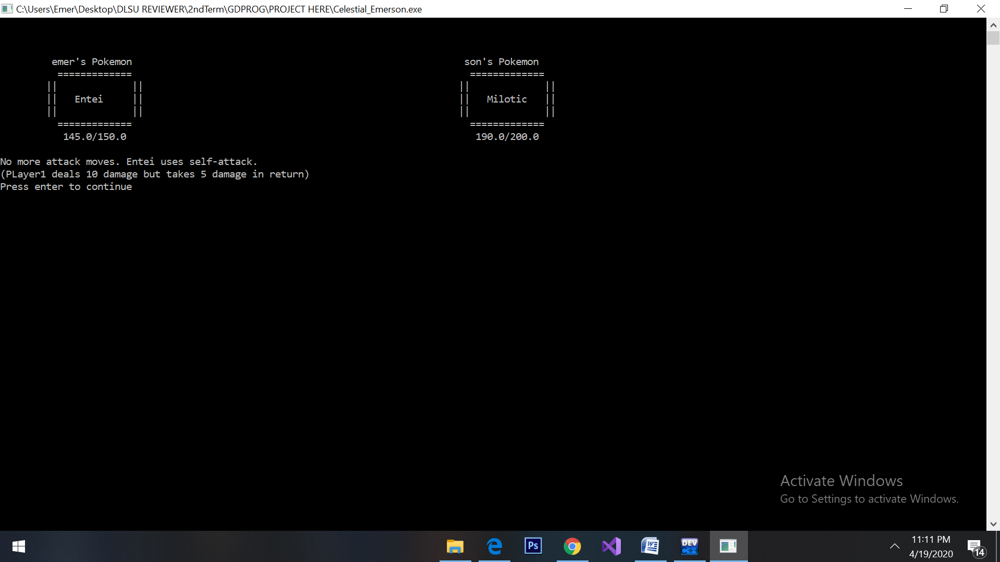 C:\Users\Emer\Desktop\DLSU REVIEWER\2ndTerm\GDPROG\PROJECT HERE\Celestial_Emerson.exe
emer's Pokemon son's Pokemon
============= =============
|| || || ||
|| Entei || || Milotic ||
|| || || ||
============= =============
145.0/150.0 190.0/200.0
No more attack moves. Entei uses self-attack.
(PLayer1 deals 10 damage but takes 5 damage in return)
Press enter to continue
Activate Windows
Go to Settings to activate Windows.
Ps
W
DEV
C++
11:11 PM
4/19/2020
14